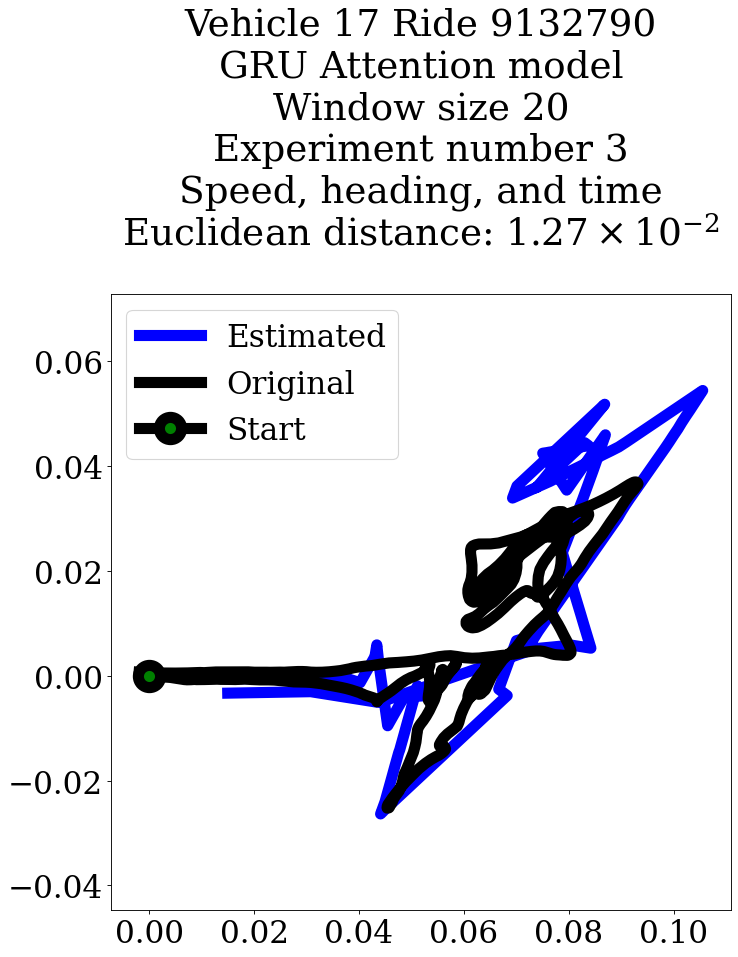 Vehicle 17 Ride 9132790
GRU Attention model
Window size 20
Experiment number 3
Speed, heading, and time
Euclidean distance: 1.27 × 10⁻²
Estimated
Original
Start
0.06
0.04
0.02
0.00
−0.02
−0.04
0.00 0.02 0.04 0.06 0.08 0.10